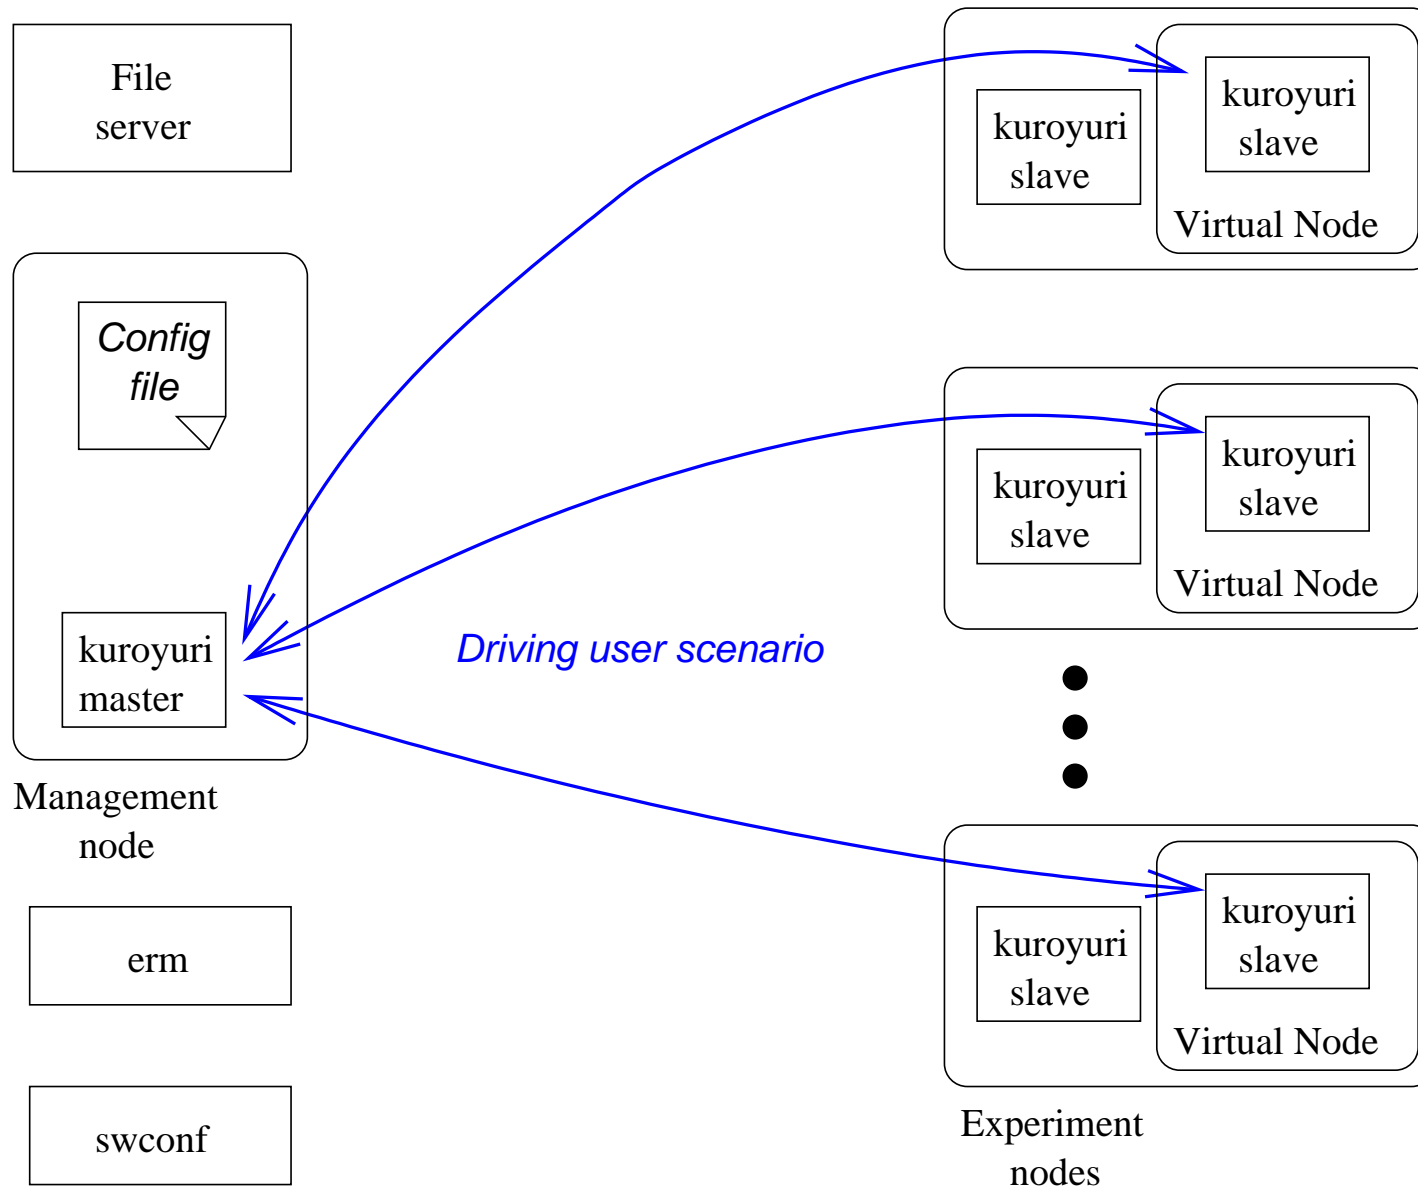 File
server
Config
file
kuroyuri
master
Management
node
erm
swconf
Driving user scenario
kuroyuri
slave
kuroyuri
slave
Virtual Node
kuroyuri
slave
kuroyuri
slave
Virtual Node
kuroyuri
slave
kuroyuri
slave
Virtual Node
Experiment
nodes